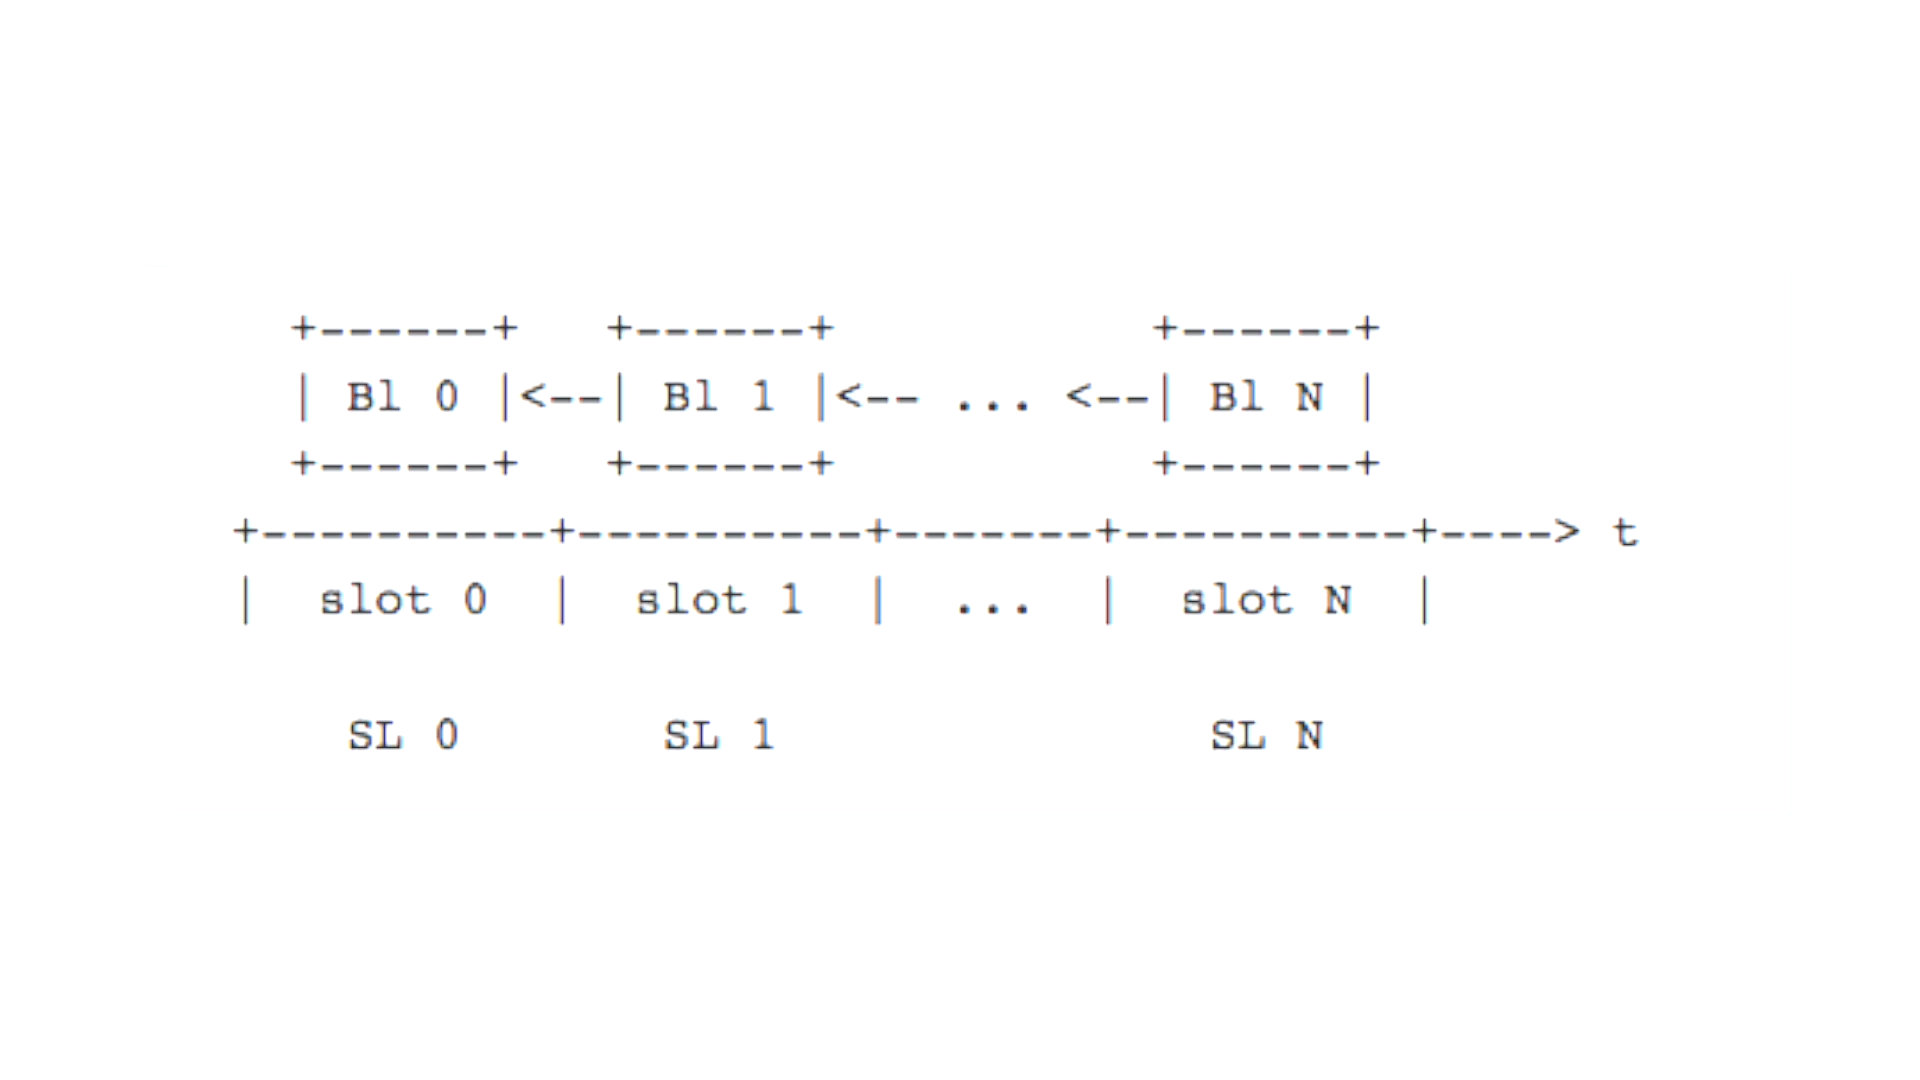 +------+   +------+           +------+
| Bl 0 |<--| Bl 1 |<-- ... <--| Bl N |
+------+   +------+           +------+
+----------+----------+-------+----------+----> t
|  slot 0  |  slot 1  |  ...  |  slot N  |
SL 0       SL 1               SL N